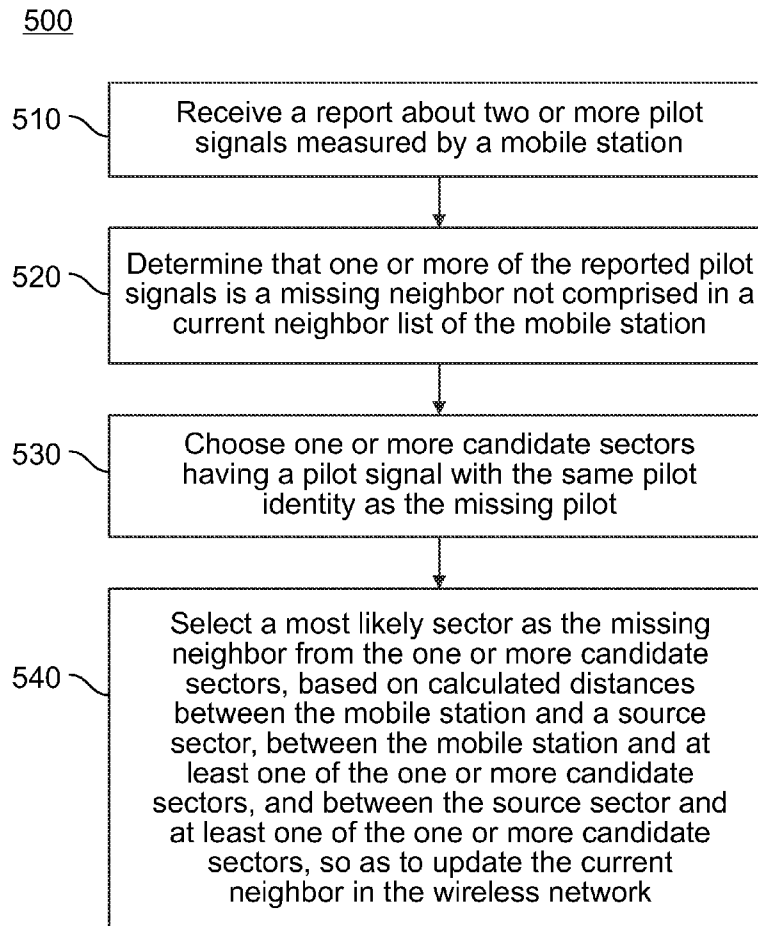 500
510
Receive a report about two or more pilot
signals measured by a mobile station
520
Determine that one or more of the reported pilot
signals is a missing neighbor not comprised in a
current neighbor list of the mobile station
530
Choose one or more candidate sectors
having a pilot signal with the same pilot
identity as the missing pilot
540
Select a most likely sector as the missing
neighbor from the one or more candidate
sectors, based on calculated distances
between the mobile station and a source
sector, between the mobile station and at
least one of the one or more candidate
sectors, and between the source sector and
at least one of the one or more candidate
sectors, so as to update the current
neighbor in the wireless network